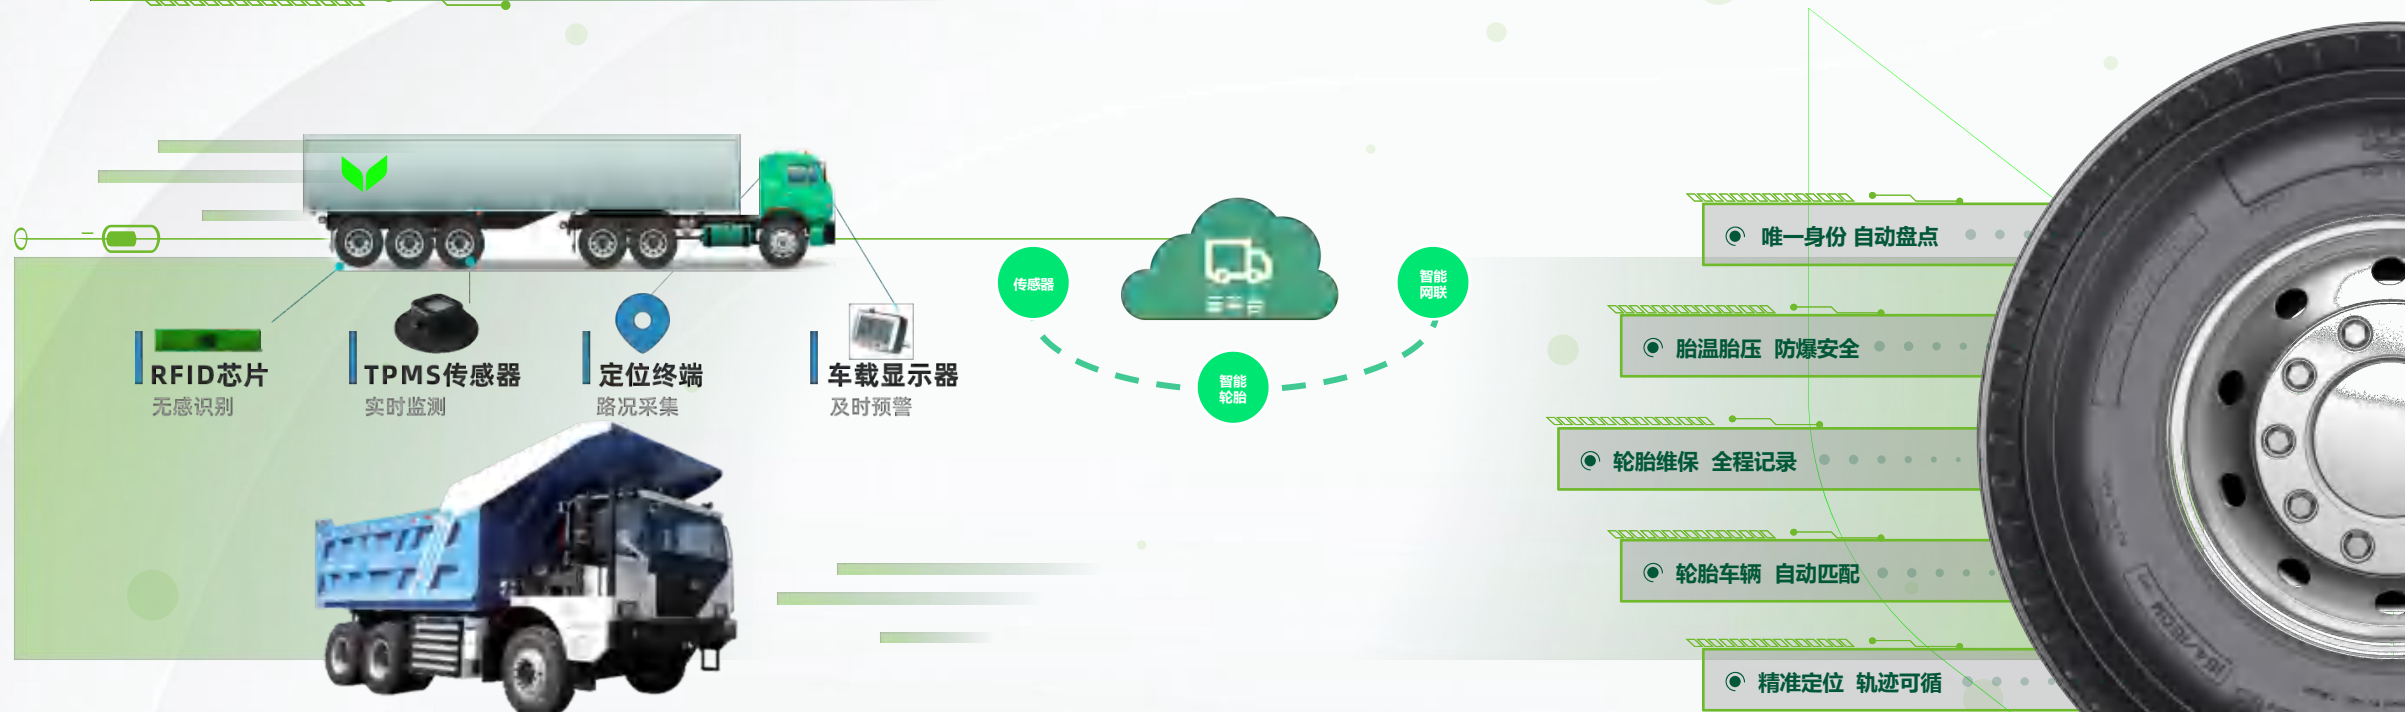 RFID芯片
无感识别
TPMS传感器
实时监测
定位终端
路况采集
车载显示器
及时预警
传感器
智能
轮胎
智能
网联
唯一身份 自动盘点
胎温胎压 防爆安全
轮胎维保 全程记录
轮胎车辆 自动匹配
精准定位 轨迹可循